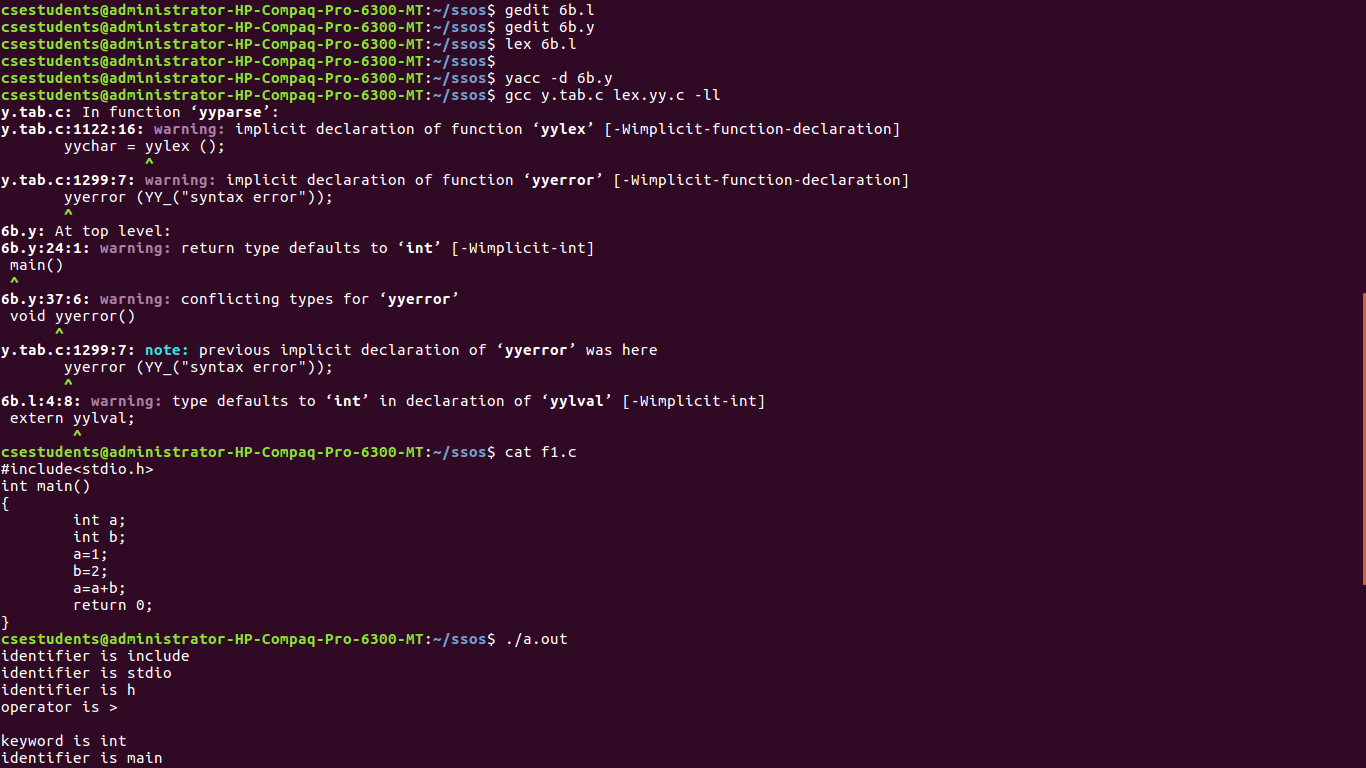 csestudents@administrator-HP-Compaq-Pro-6300-MT:~/ssos$ gedit 6b.l
csestudents@administrator-HP-Compaq-Pro-6300-MT:~/ssos$ gedit 6b.y
csestudents@administrator-HP-Compaq-Pro-6300-MT:~/ssos$ lex 6b.l
csestudents@administrator-HP-Compaq-Pro-6300-MT:~/ssos$
csestudents@administrator-HP-Compaq-Pro-6300-MT:~/ssos$ yacc -d 6b.y
csestudents@administrator-HP-Compaq-Pro-6300-MT:~/ssos$ gcc y.tab.c lex.yy.c -ll
y.tab.c: In function ‘yyparse’:
y.tab.c:1122:16: warning: implicit declaration of function ‘yylex’ [-Wimplicit-function-declaration]
       yychar = yylex ();
                ^
y.tab.c:1299:7: warning: implicit declaration of function ‘yyerror’ [-Wimplicit-function-declaration]
       yyerror (YY_("syntax error"));
       ^
6b.y: At top level:
6b.y:24:1: warning: return type defaults to ‘int’ [-Wimplicit-int]
 main()
 ^
6b.y:37:6: warning: conflicting types for ‘yyerror’
 void yyerror()
      ^
y.tab.c:1299:7: note: previous implicit declaration of ‘yyerror’ was here
       yyerror (YY_("syntax error"));
       ^
6b.l:4:8: warning: type defaults to ‘int’ in declaration of ‘yylval’ [-Wimplicit-int]
 extern yylval;
        ^
csestudents@administrator-HP-Compaq-Pro-6300-MT:~/ssos$ cat f1.c
#include<stdio.h>
int main()
{
        int a;
        int b;
        a=1;
        b=2;
        a=a+b;
        return 0;
}
csestudents@administrator-HP-Compaq-Pro-6300-MT:~/ssos$ ./a.out
identifier is include
identifier is stdio
identifier is h
operator is >

keyword is int
identifier is main